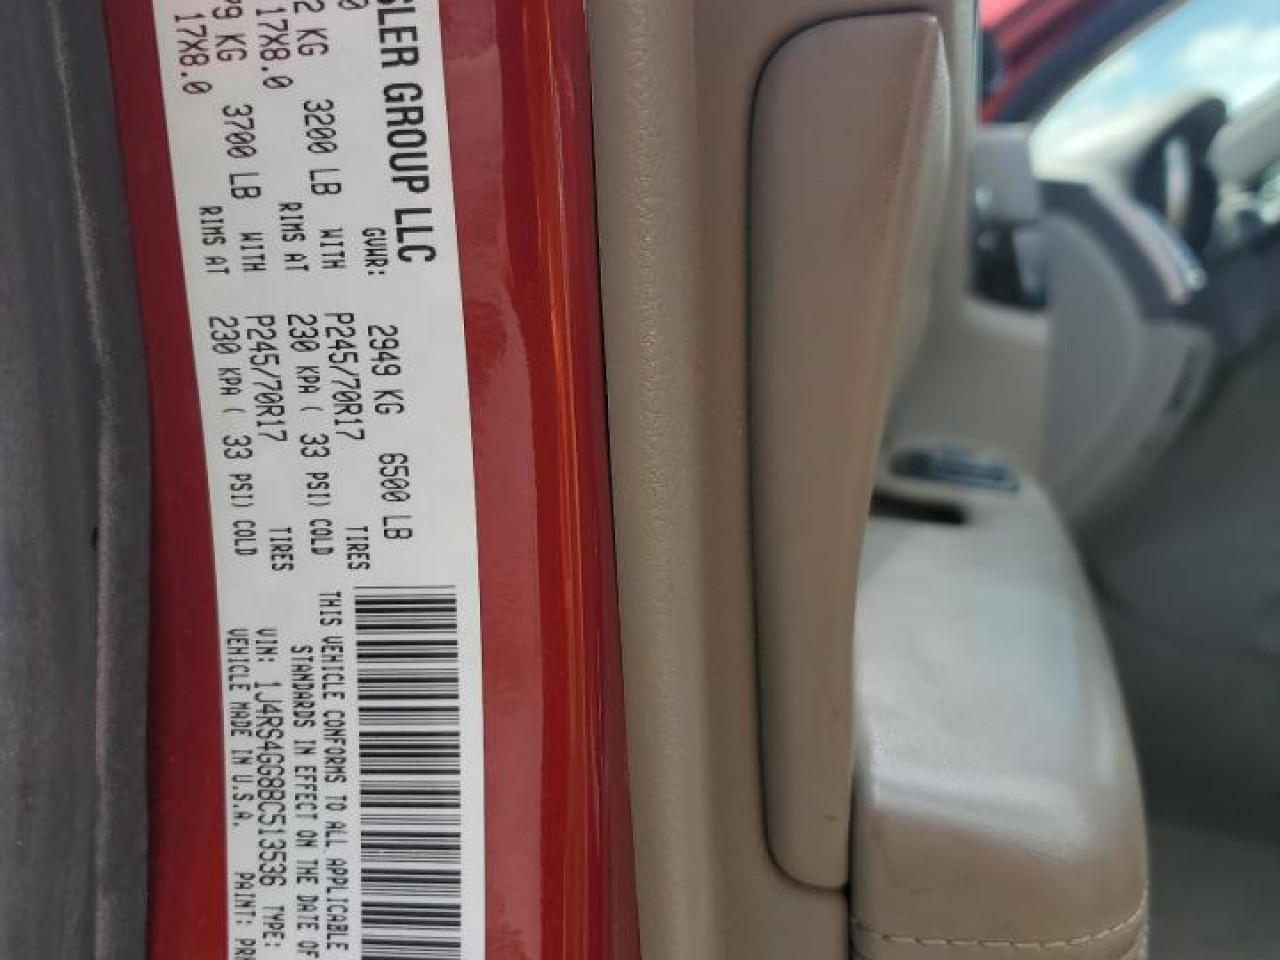 SLER GROUP LLC
GVWR: 2949 KG 6500 LB
2 KG 3200 LB WITH P245/70R17 TIRES
17X8.0 RIMS AT 230 KPA ( 33 PSI) COLD
9 KG 3700 LB WITH P245/70R17 TIRES
17X8.0 RIMS AT 230 KPA ( 33 PSI) COLD
THIS VEHICLE CONFORMS TO ALL APPLICABLE
STANDARDS IN EFFECT ON THE DATE OF
VIN: 1J4RS4GG8BC513536 TYPE:
VEHICLE MADE IN U.S.A. PAINT: